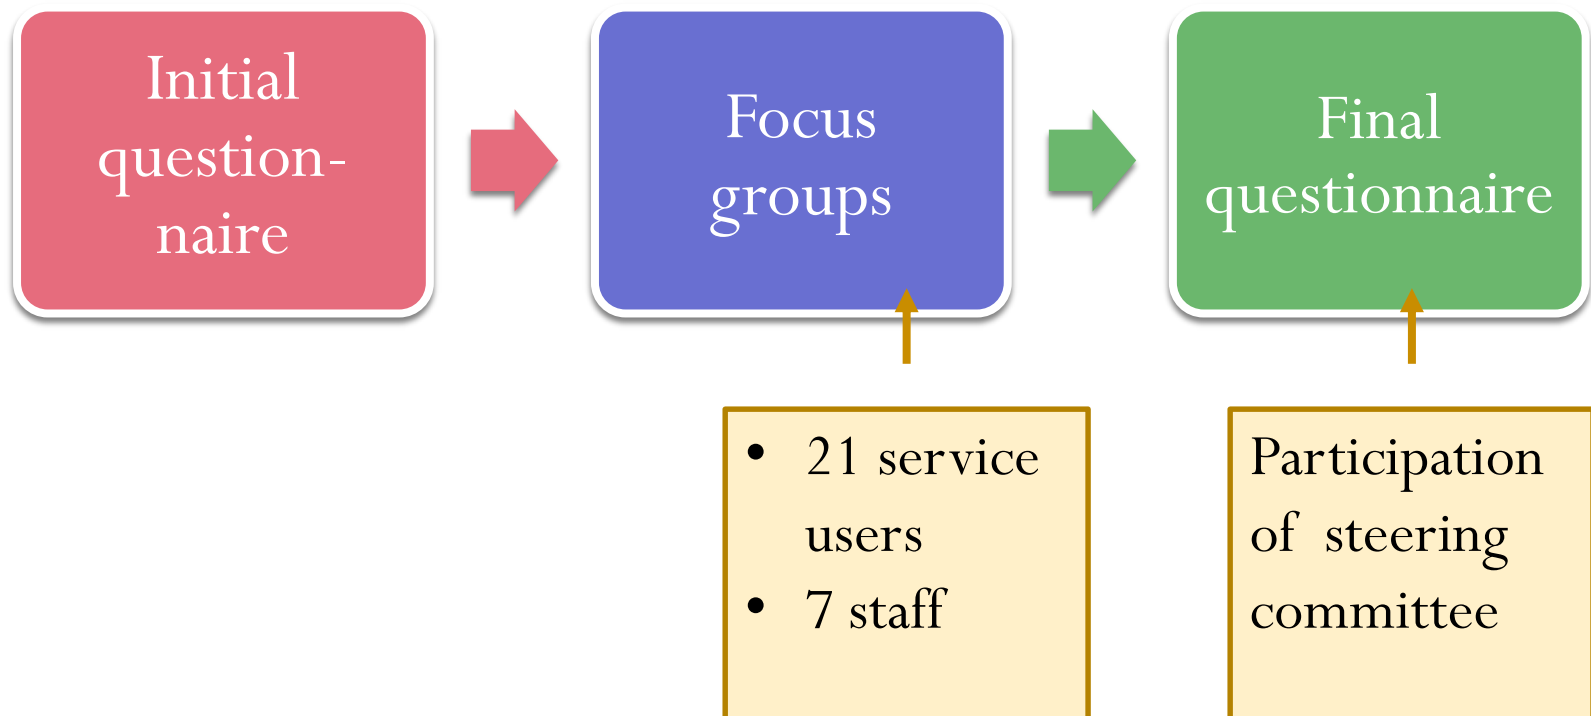 Initial
question-
naire
Focus
groups
Final
questionnaire
• 21 service
users
• 7 staff
Participation
of steering
committee